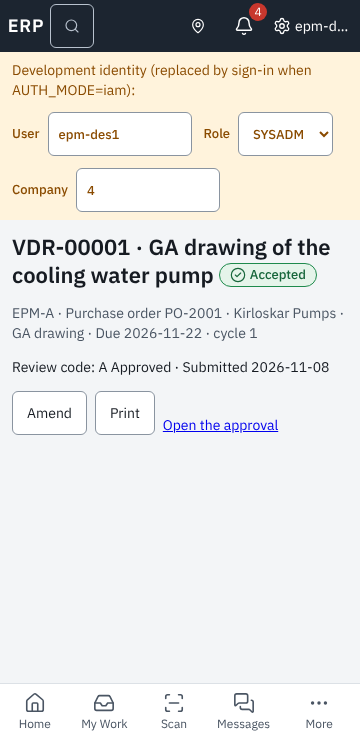 ERP
4
epm-d...
Development identity (replaced by sign-in when
AUTH_MODE=iam):
User epm-des1 Role SYSADM
Company 4
VDR-00001 · GA drawing of the
cooling water pump Accepted
EPM-A · Purchase order PO-2001 · Kirloskar Pumps ·
GA drawing · Due 2026-11-22 · cycle 1
Review code: A Approved · Submitted 2026-11-08
Amend Print Open the approval
Home My Work Scan Messages More